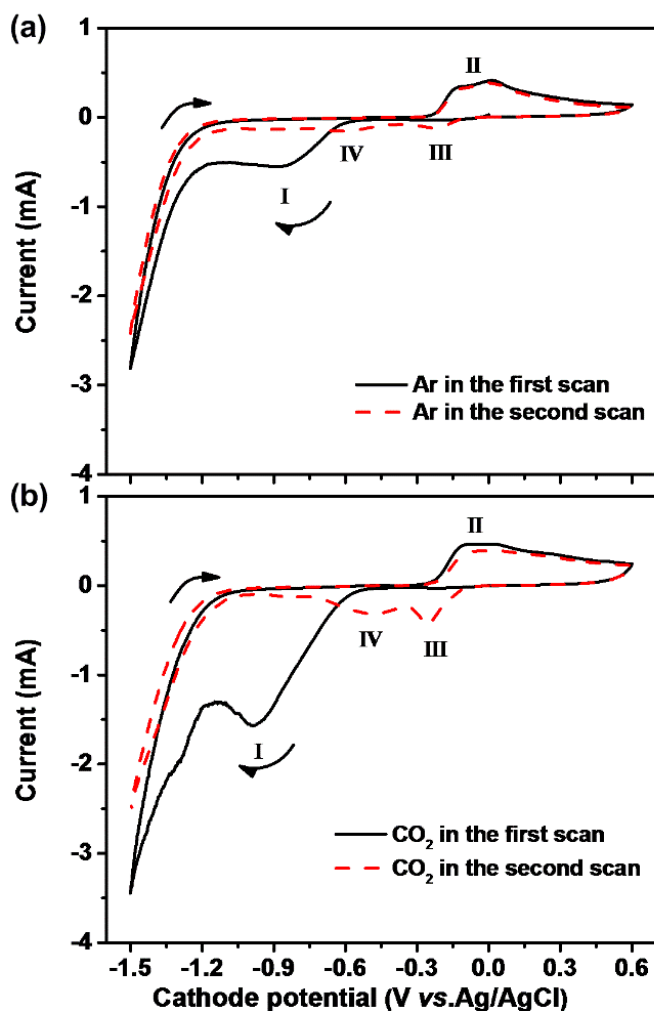 (a)
1
0
-1
-2
-3
-4
Current (mA)
II
IV
III
I
Ar in the first scan
Ar in the second scan
(b)
1
0
-1
-2
-3
-4
Current (mA)
II
IV
III
I
CO₂ in the first scan
CO₂ in the second scan
-1.5 -1.2 -0.9 -0.6 -0.3 0.0 0.3 0.6
Cathode potential (V vs.Ag/AgCl)